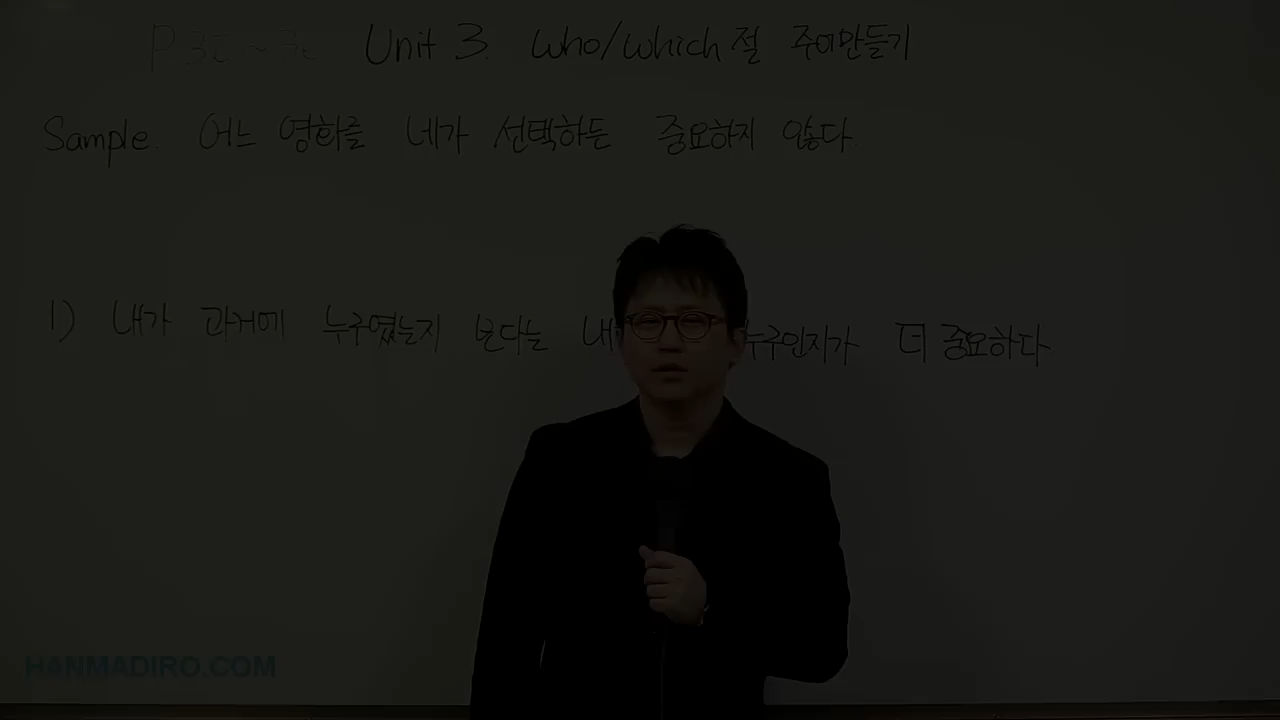 Unit 3. who/which절 주어만들기
Sample. 어느 영화를 네가 선택하든 중요하지 않다.
1) 내가 과거에 누구였는지 보다는 내 누구인지가 더 중요하다
HANMADIRO.COM